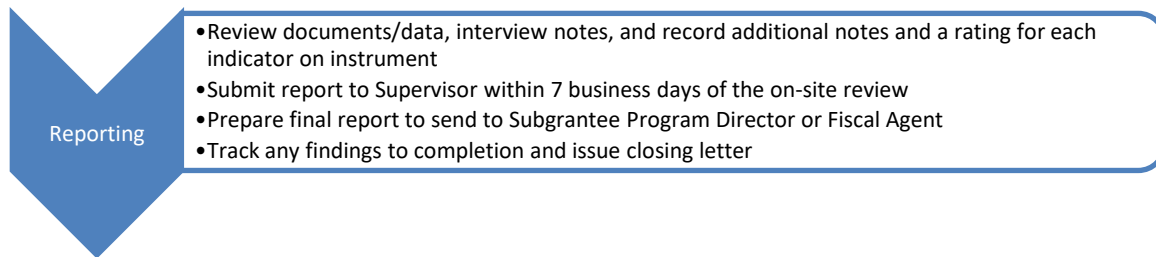 Reporting
•Review documents/data, interview notes, and record additional notes and a rating for each
indicator on instrument
•Submit report to Supervisor within 7 business days of the on-site review
•Prepare final report to send to Subgrantee Program Director or Fiscal Agent
•Track any findings to completion and issue closing letter